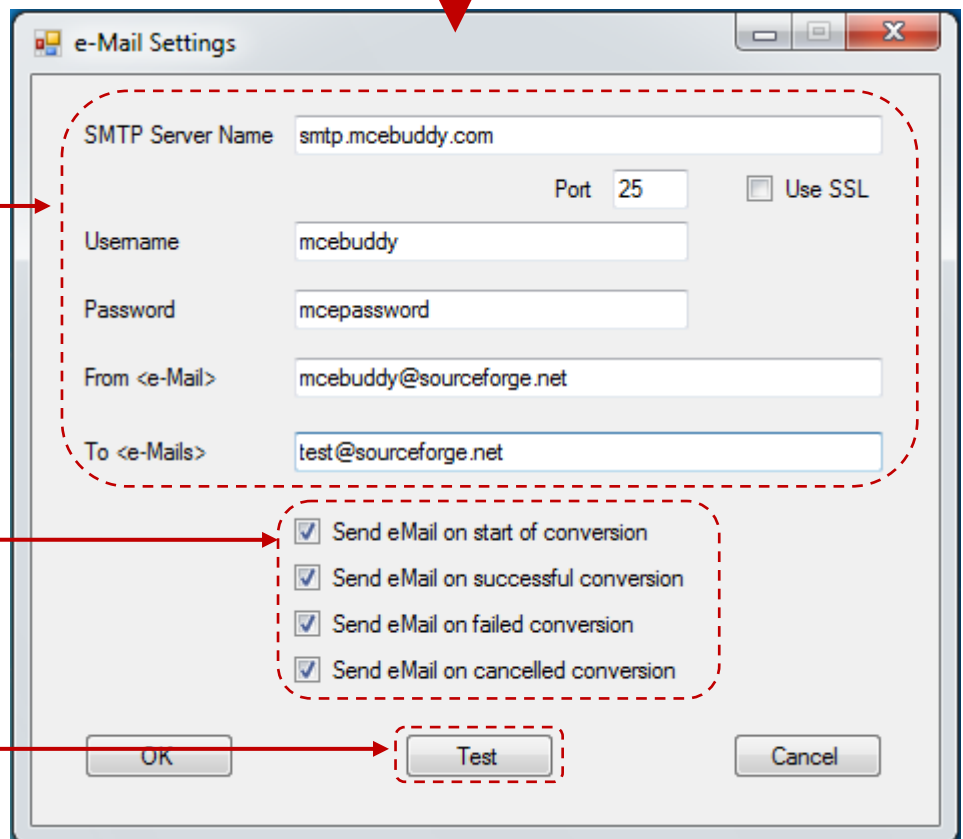 e-Mail Settings
SMTP Server Name smtp.mcebuddy.com
Port 25 Use SSL
Username mcebuddy
Password mcepassword
From <e-Mail> mcebuddy@sourceforge.net
To <e-Mails> test@sourceforge.net
Send eMail on start of conversion
Send eMail on successful conversion
Send eMail on failed conversion
Send eMail on cancelled conversion
OK Test Cancel